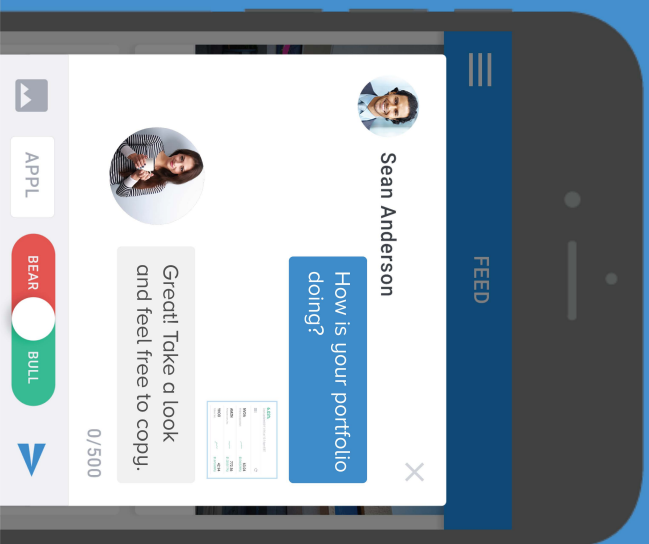 FEED
Sean Anderson
How is your portfolio
doing?
Great! Take a look
and feel free to copy.
0/500
APPL
BEAR
BULL